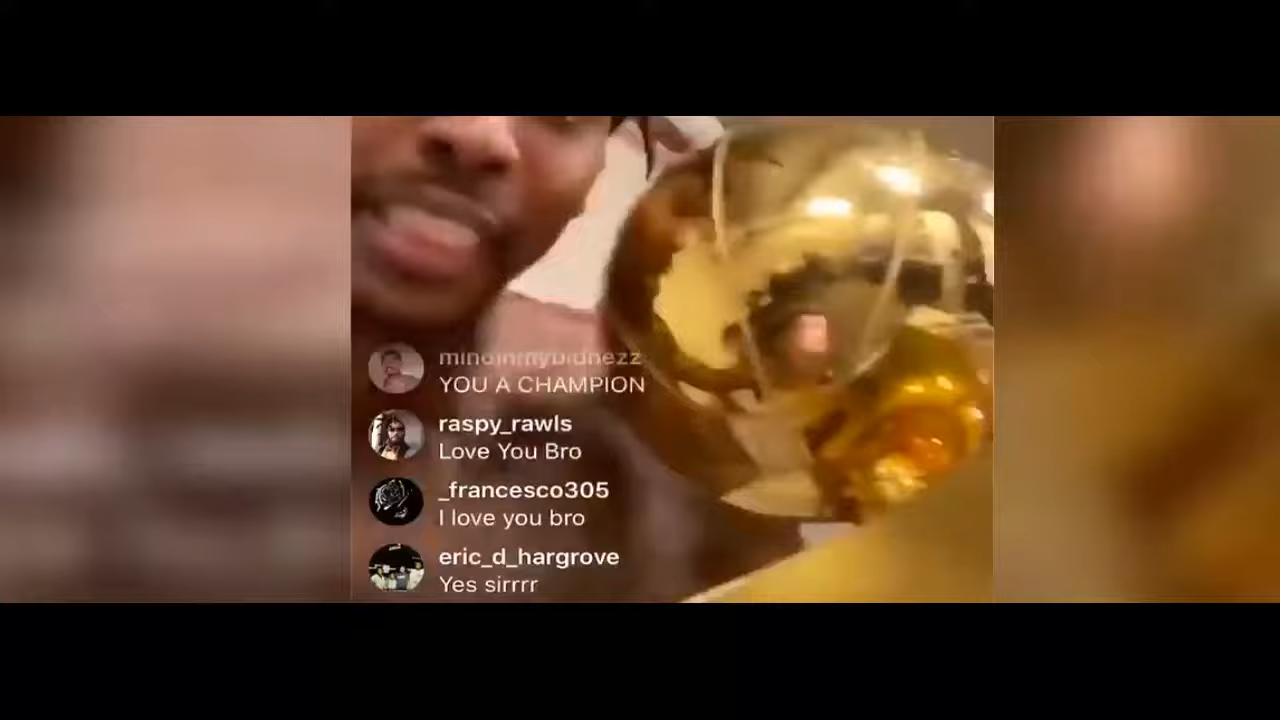 YOU A CHAMPION
raspy_rawls
Love You Bro
_francesco305
I love you bro
eric_d_hargrove
Yes sirrrr